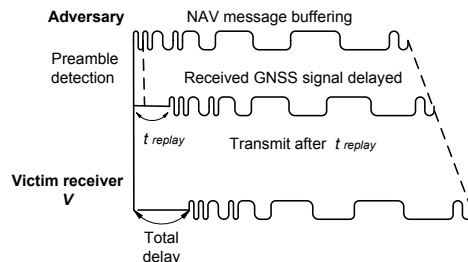 Adversary
NAV message buffering
Preamble
detection
Received GNSS signal delayed
t replay
Transmit after t replay
Victim receiver
V
Total
delay